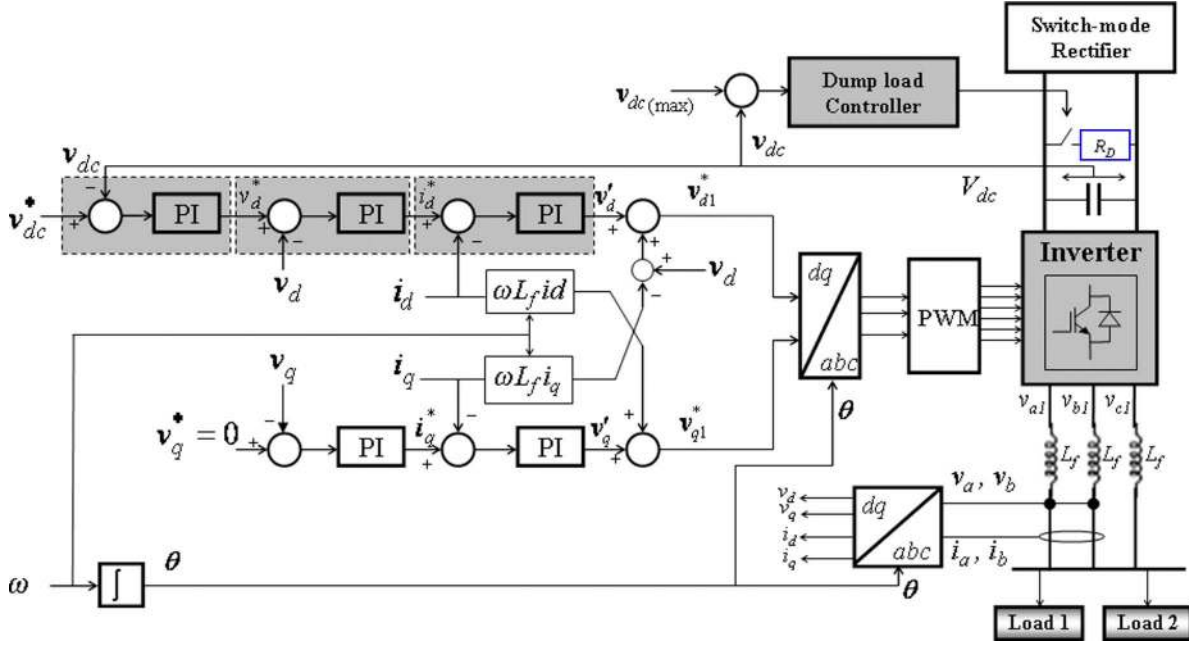 Switch-mode
Rectifier
Dump load
Controller
v_dc(max)
v_dc
R_D
V_dc
v_dc
v*_dc
+
−
PI
v*_d
+
−
v_d
PI
i*_d
+
−
PI
v'_d
+
+
v*_d1
+
−
v_d
i_d
ωL_f id
i_q
ωL_f i_q
v_q
v*_q = 0
+
−
PI
i*_q
+
−
PI
v'_q
+
+
v*_q1
dq
abc
θ
PWM
Inverter
v_a1
v_b1
v_c1
L_f
L_f
L_f
v_a, v_b
i_a, i_b
v_d
v_q
i_d
i_q
dq
abc
θ
ω
∫
θ
Load 1
Load 2